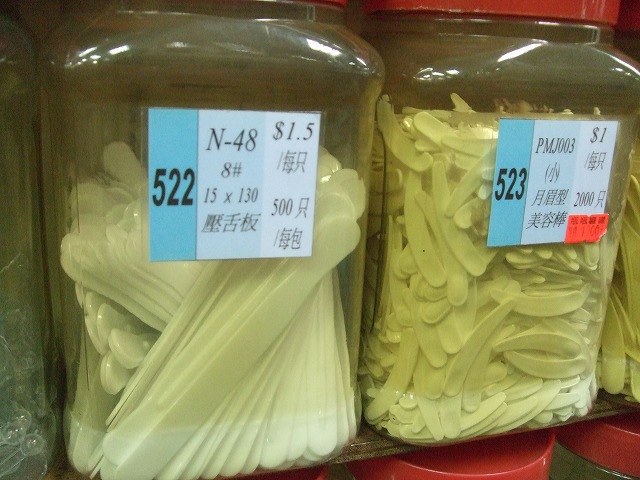 522
N-48
8#
15 x 130
壓舌板
$1.5
/每只
500 只
/每包
523
PMJ003
(小)
月眉型
美容棒
$1
/每只
2000 只